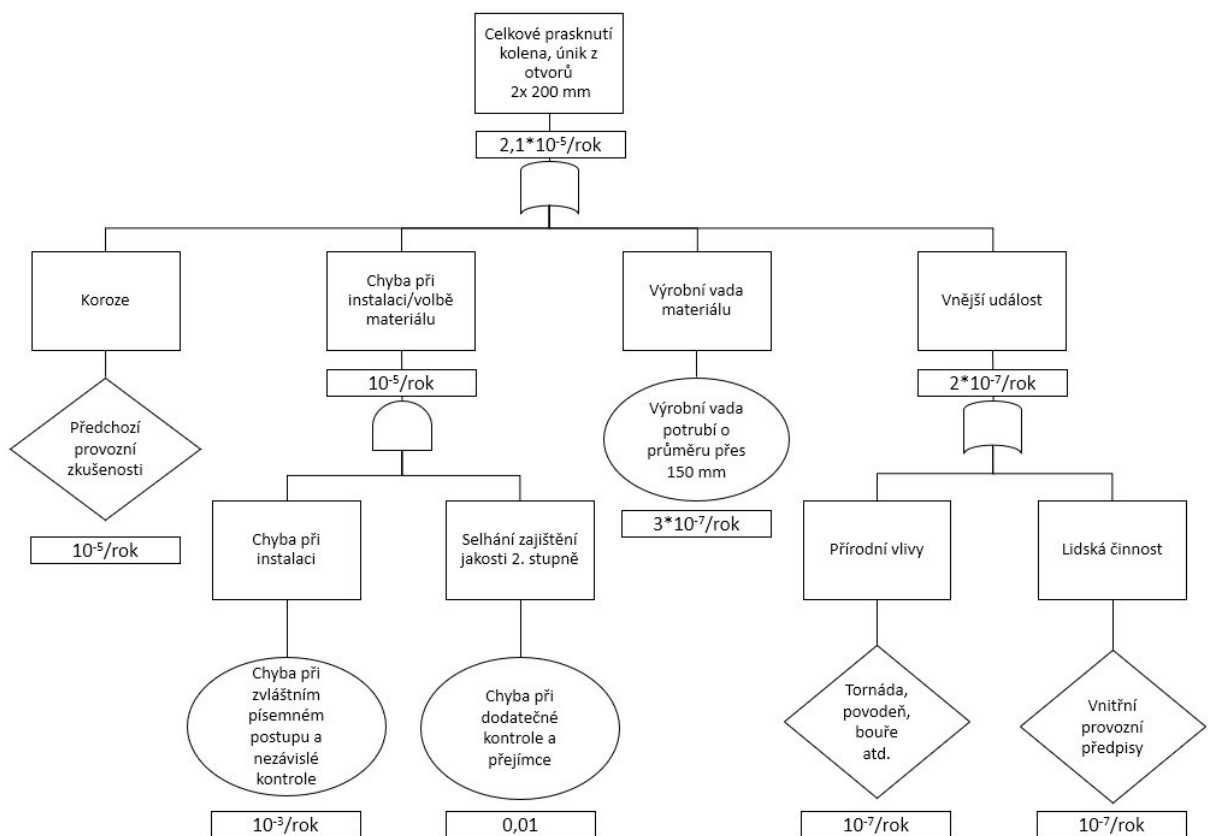 Celkové prasknutí
kolena, únik z
otvorů
2x 200 mm
2,1*10⁻⁵/rok
Koroze
Chyba při
instalaci/volbě
materiálu
Výrobní vada
materiálu
Vnější událost
10⁻⁵/rok
2*10⁻⁷/rok
Předchozí
provozní
zkušenosti
Výrobní vada
potrubí o
průměru přes
150 mm
10⁻⁵/rok
Chyba při
instalaci
Selhání zajištění
jakosti 2. stupně
3*10⁻⁷/rok
Přírodní vlivy
Lidská činnost
Chyba při
zvláštním
písemném
postupu a
nezávislé
kontrole
Chyba při
dodatečné
kontrole a
přejímce
Tornáda,
povodeň,
bouře
atd.
Vnitřní
provozní
předpisy
10⁻³/rok
0,01
10⁻⁷/rok
10⁻⁷/rok